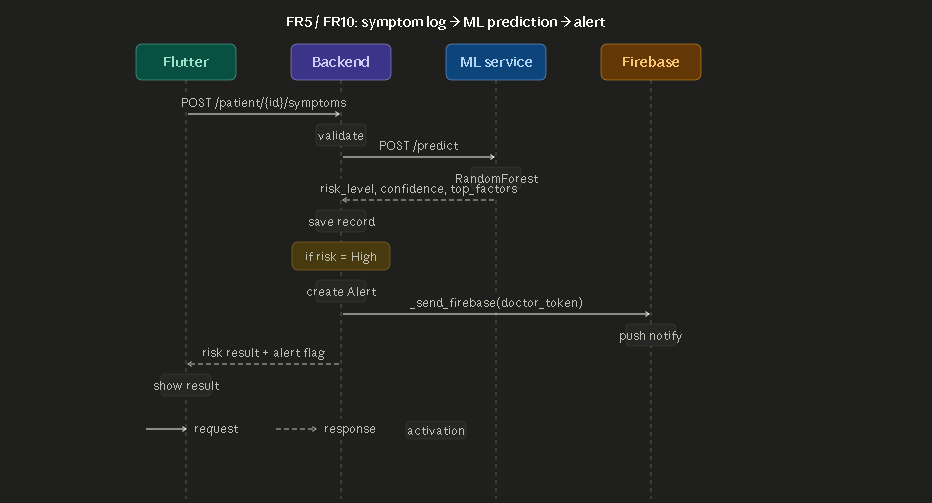 FR5 / FR10: symptom log → ML prediction → alert
Flutter
Backend
ML service
Firebase
POST /patient/{id}/symptoms
validate
POST /predict
RandomForest
risk_level, confidence, top_factors
save record
if risk = High
create Alert
_send_firebase(doctor_token)
push notify
risk result + alert flag
show result
request
response
activation